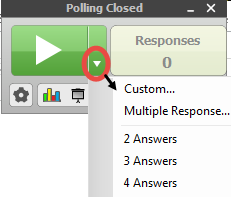 Polling Closed
Responses
0
Custom...
Multiple Response...
2 Answers
3 Answers
4 Answers